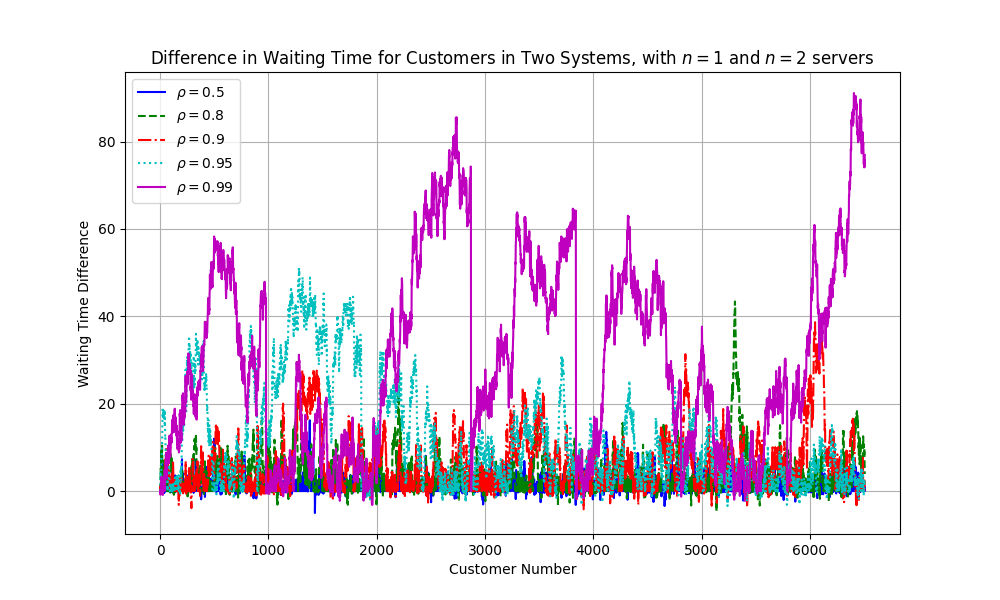 Difference in Waiting Time for Customers in Two Systems, with n = 1 and n = 2 servers
ρ = 0.5
ρ = 0.8
ρ = 0.9
ρ = 0.95
ρ = 0.99
Waiting Time Difference
80
60
40
20
0
0 1000 2000 3000 4000 5000 6000
Customer Number